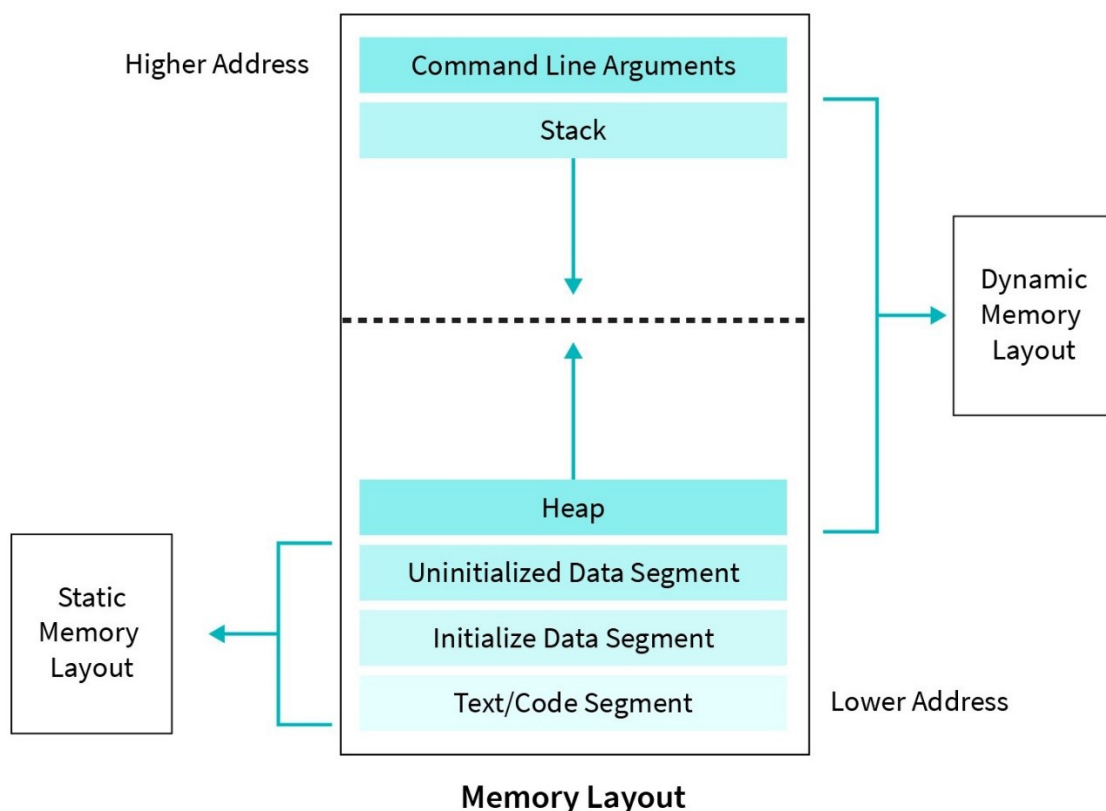 Higher Address
Command Line Arguments
Stack
Dynamic
Memory
Layout
Heap
Uninitialized Data Segment
Static
Memory
Layout
Initialize Data Segment
Text/Code Segment
Lower Address
Memory Layout